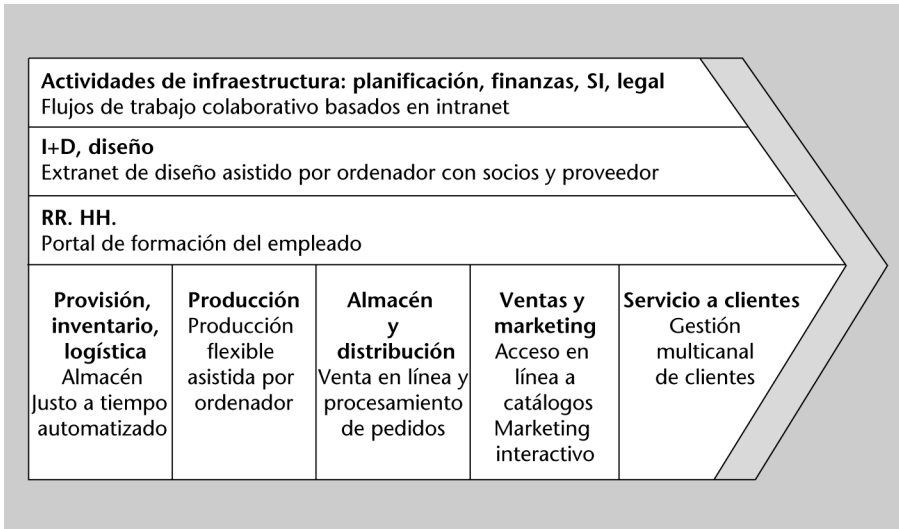 Actividades de infraestructura: planificación, finanzas, SI, legal
Flujos de trabajo colaborativo basados en intranet
I+D, diseño
Extranet de diseño asistido por ordenador con socios y proveedor
RR. HH.
Portal de formación del empleado
Provisión,
inventario,
logística
Almacén
Justo a tiempo
automatizado
Producción
Producción
flexible
asistida por
ordenador
Almacén
y
distribución
Venta en línea y
procesamiento
de pedidos
Ventas y
marketing
Acceso en
línea a
catálogos
Marketing
interactivo
Servicio a clientes
Gestión
multicanal
de clientes